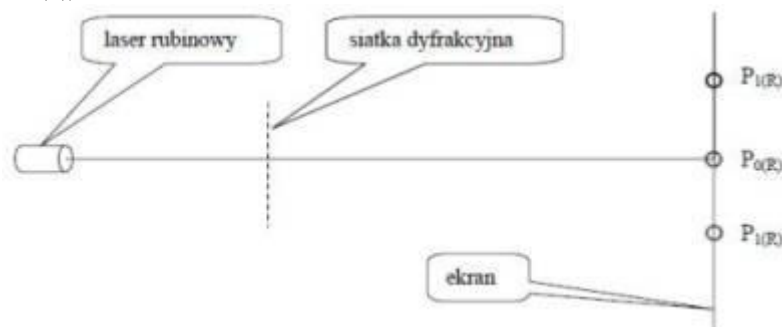 laser rubinowy
siatka dyfrakcyjna
P1(R)
P0(R)
P1(R)
ekran